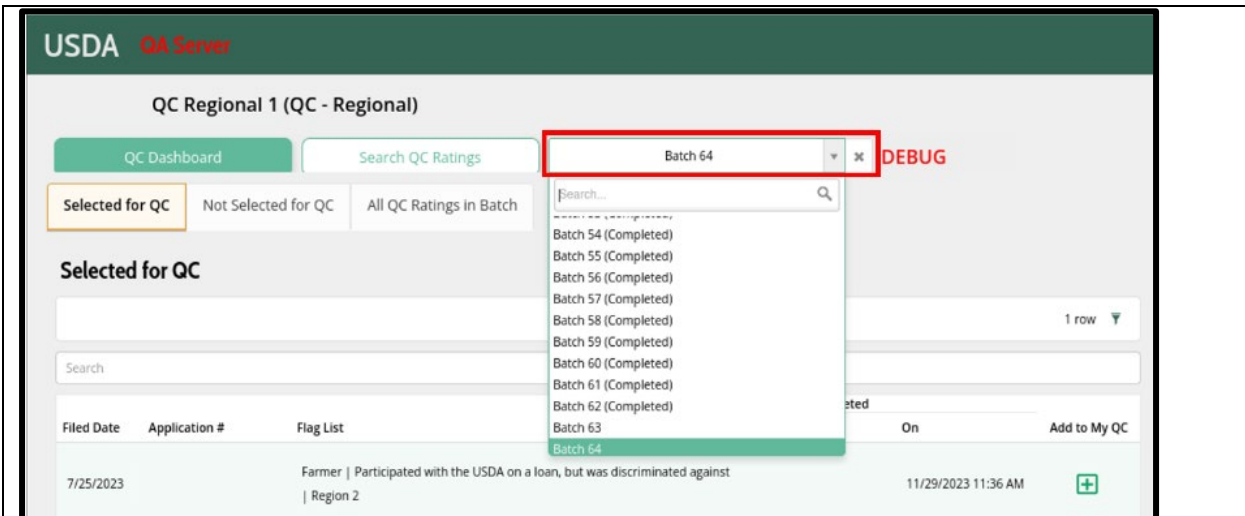 USDA QA Server
QC Regional 1 (QC - Regional)
QC Dashboard Search QC Ratings Batch 64 DEBUG
Selected for QC Not Selected for QC All QC Ratings in Batch
Search...
Batch 54 (Completed)
Batch 55 (Completed)
Batch 56 (Completed)
Batch 57 (Completed)
Batch 58 (Completed)
Batch 59 (Completed)
Batch 60 (Completed)
Batch 61 (Completed)
Batch 62 (Completed)
Batch 63
Batch 64
Selected for QC
1 row
Search
Filed Date Application # Flag List On Add to My QC
7/25/2023 Farmer | Participated with the USDA on a loan, but was discriminated against
| Region 2 11/29/2023 11:36 AM